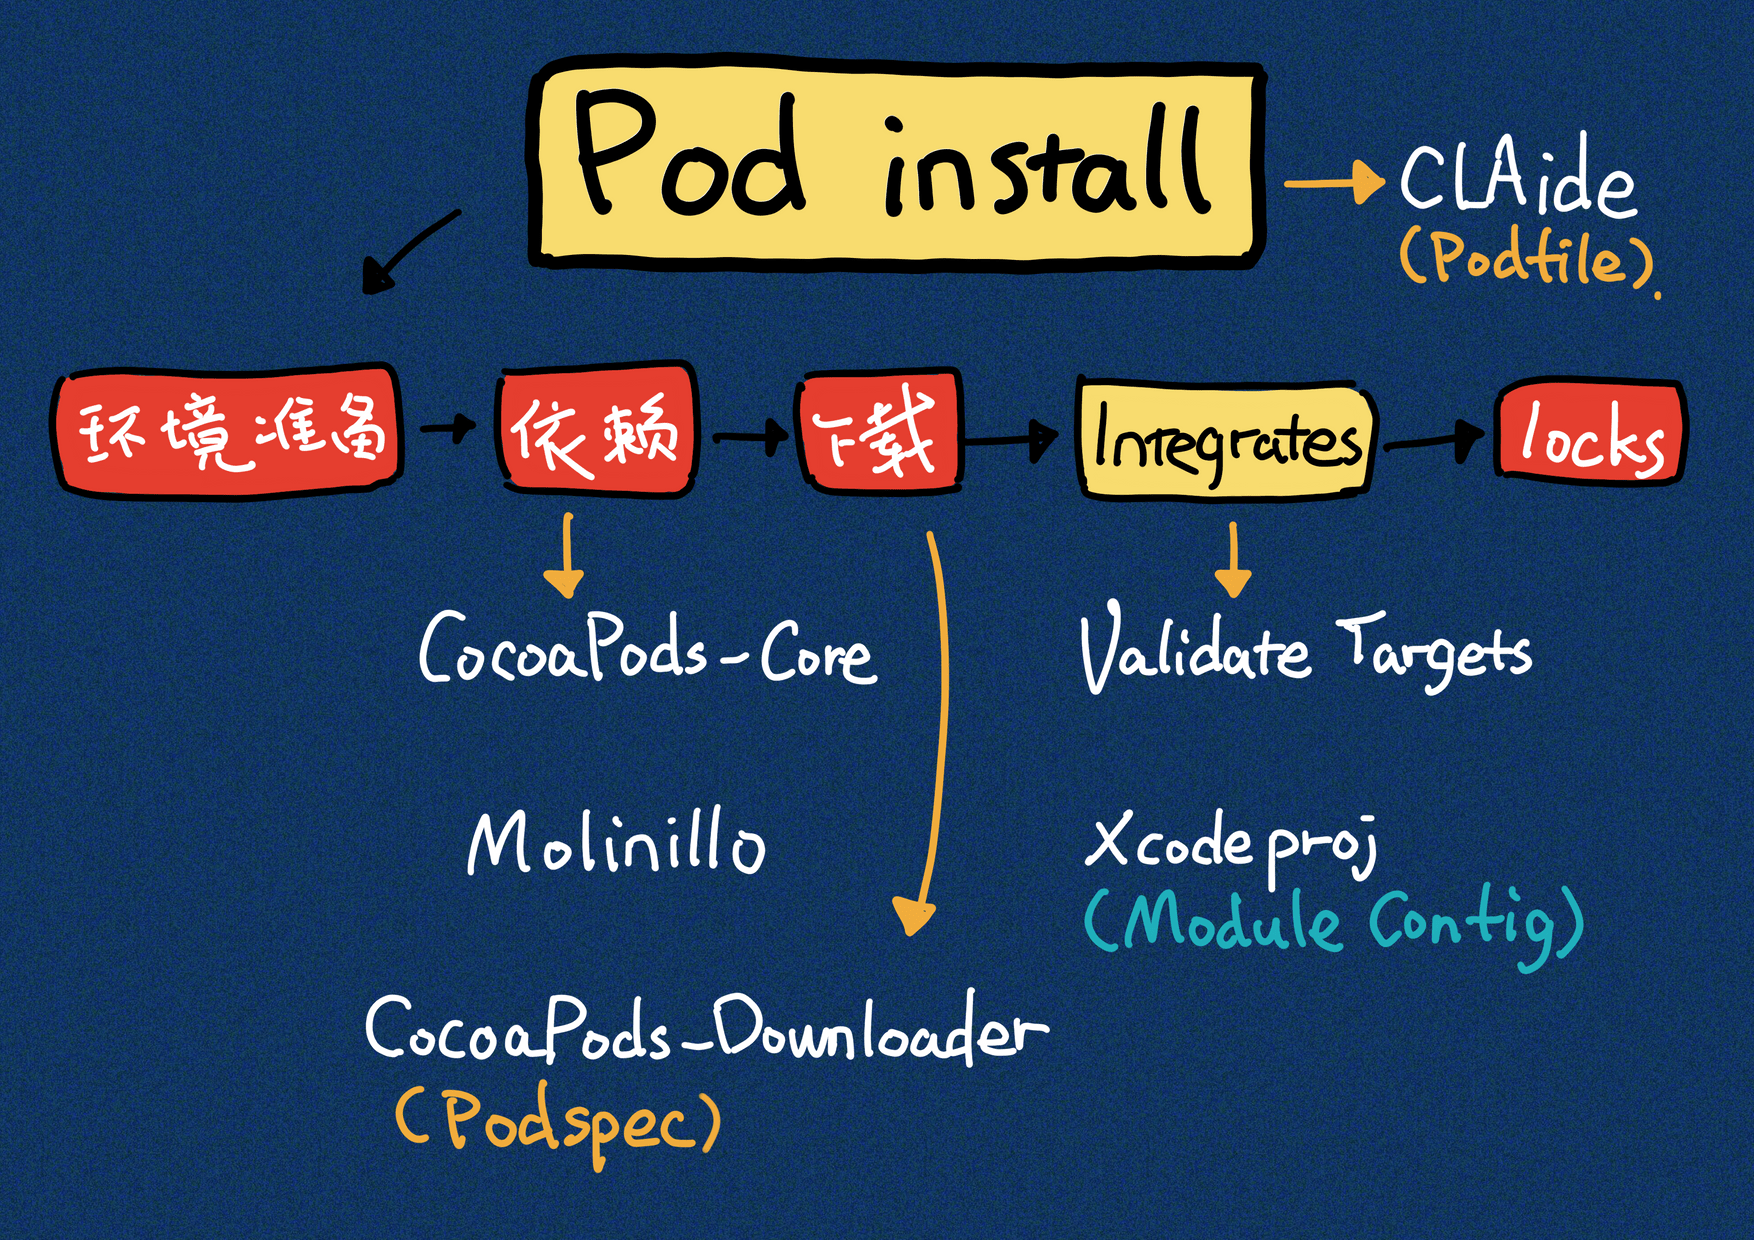 Pod install
CLAide
(Podfile).
环境准备
依赖
下载
Integrates
locks
CocoaPods-Core
Validate Targets
Molinillo
Xcodeproj
(Module Config)
CocoaPods-Downloader
(Podspec)